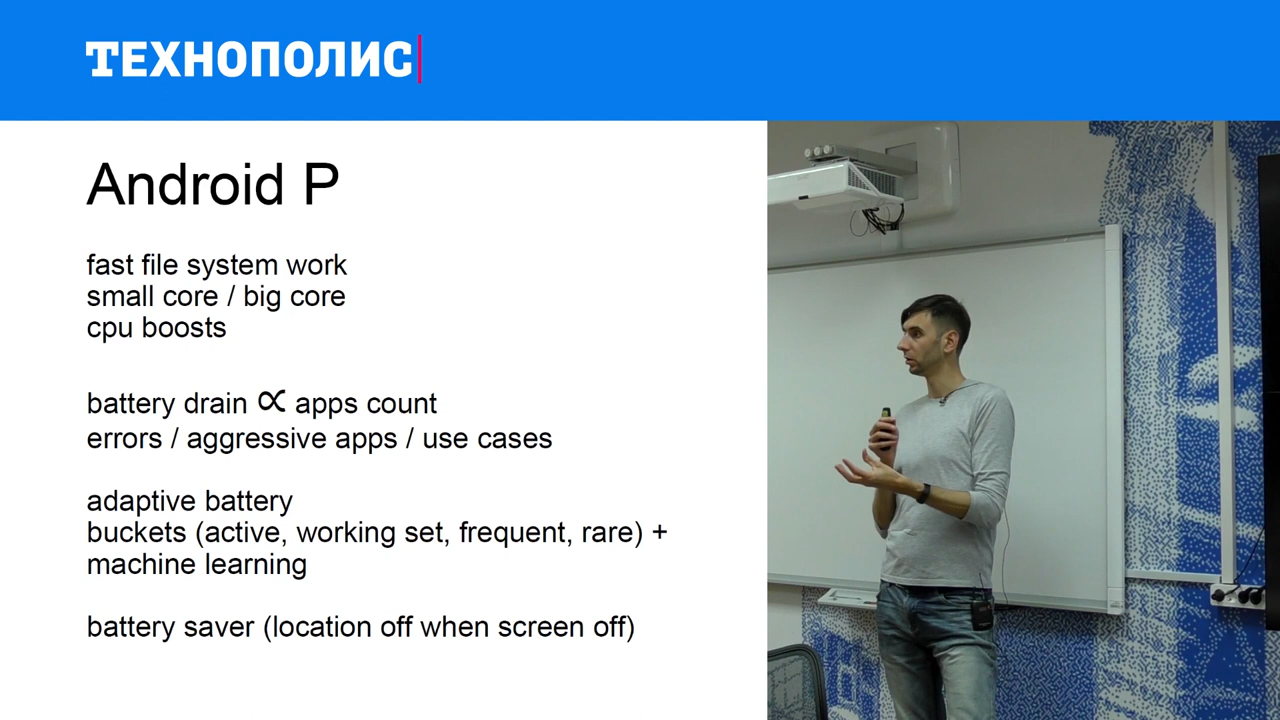 ТЕХНОПОЛИС
Android P
fast file system work
small core / big core
cpu boosts
battery drain ∝ apps count
errors / aggressive apps / use cases
adaptive battery
buckets (active, working set, frequent, rare) +
machine learning
battery saver (location off when screen off)